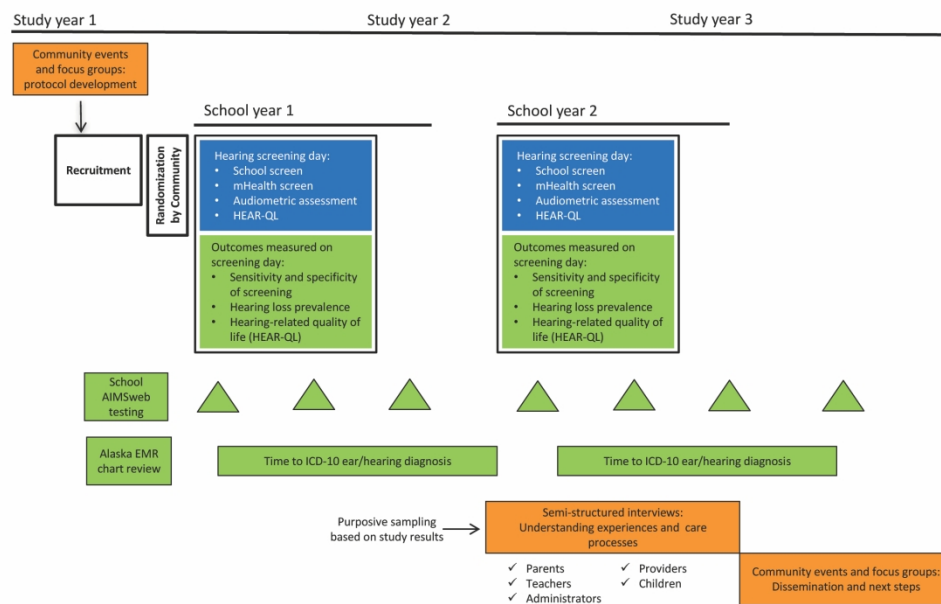 Study year 1
Study year 2
Study year 3
Community events
and focus groups:
protocol development
School year 1
School year 2
Recruitment
Randomization
by Community
Hearing screening day:
• School screen
• mHealth screen
• Audiometric assessment
• HEAR-QL
Outcomes measured on
screening day:
• Sensitivity and specificity
of screening
• Hearing loss prevalence
• Hearing-related quality of
life (HEAR-QL)
Hearing screening day:
• School screen
• mHealth screen
• Audiometric assessment
• HEAR-QL
Outcomes measured on
screening day:
• Sensitivity and specificity
of screening
• Hearing loss prevalence
• Hearing-related quality of
life (HEAR-QL)
School
AIMSweb
testing
Alaska EMR
chart review
Time to ICD-10 ear/hearing diagnosis
Time to ICD-10 ear/hearing diagnosis
Purposive sampling
based on study results
Semi-structured interviews:
Understanding experiences and care
processes
✓ Parents
✓ Teachers
✓ Administrators
✓ Providers
✓ Children
Community events and focus groups:
Dissemination and next steps